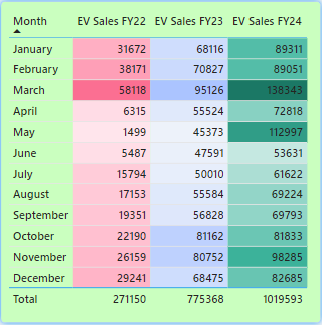 Month EV Sales FY22 EV Sales FY23 EV Sales FY24
January 31672 68116 89311
February 38171 70827 89051
March 58118 95126 138343
April 6315 55524 72818
May 1499 45373 112997
June 5487 47591 53631
July 15794 50010 61622
August 17153 55584 69224
September 19351 56828 69793
October 22190 81162 81833
November 26159 80752 98285
December 29241 68475 82685
Total 271150 775368 1019593